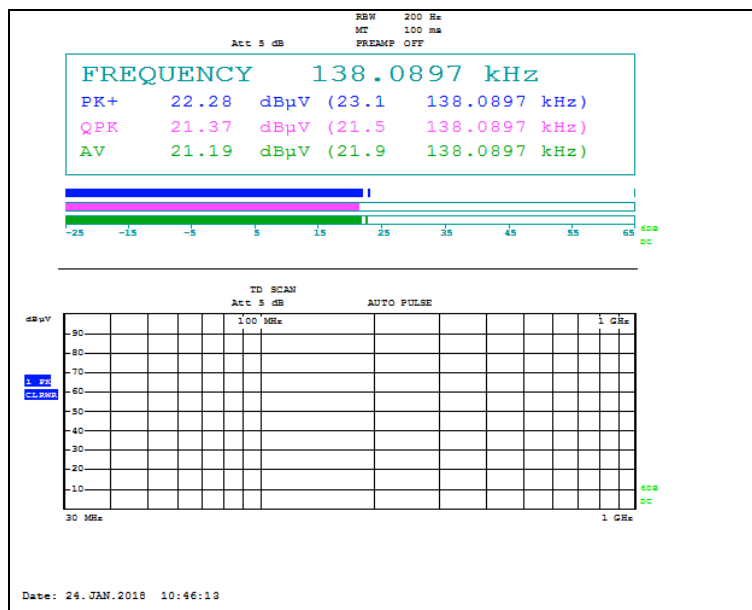 RBW 200 Hz
MT 100 ms
Att 5 dB PREAMP OFF
FREQUENCY 138.0897 kHz
PK+ 22.28 dBµV (23.1 138.0897 kHz)
QPK 21.37 dBµV (21.5 138.0897 kHz)
AV 21.19 dBµV (21.9 138.0897 kHz)
-25 -15 -5 5 15 25 35 45 55 65
6DB
DC
TD SCAN
Att 5 dB AUTO PULSE
dBµV
100 MHz 1 GHz
90
80
70
1 PK
60
CLRWR
50
40
30
20
10
6DB
DC
30 MHz 1 GHz
Date: 24.JAN.2018 10:46:13